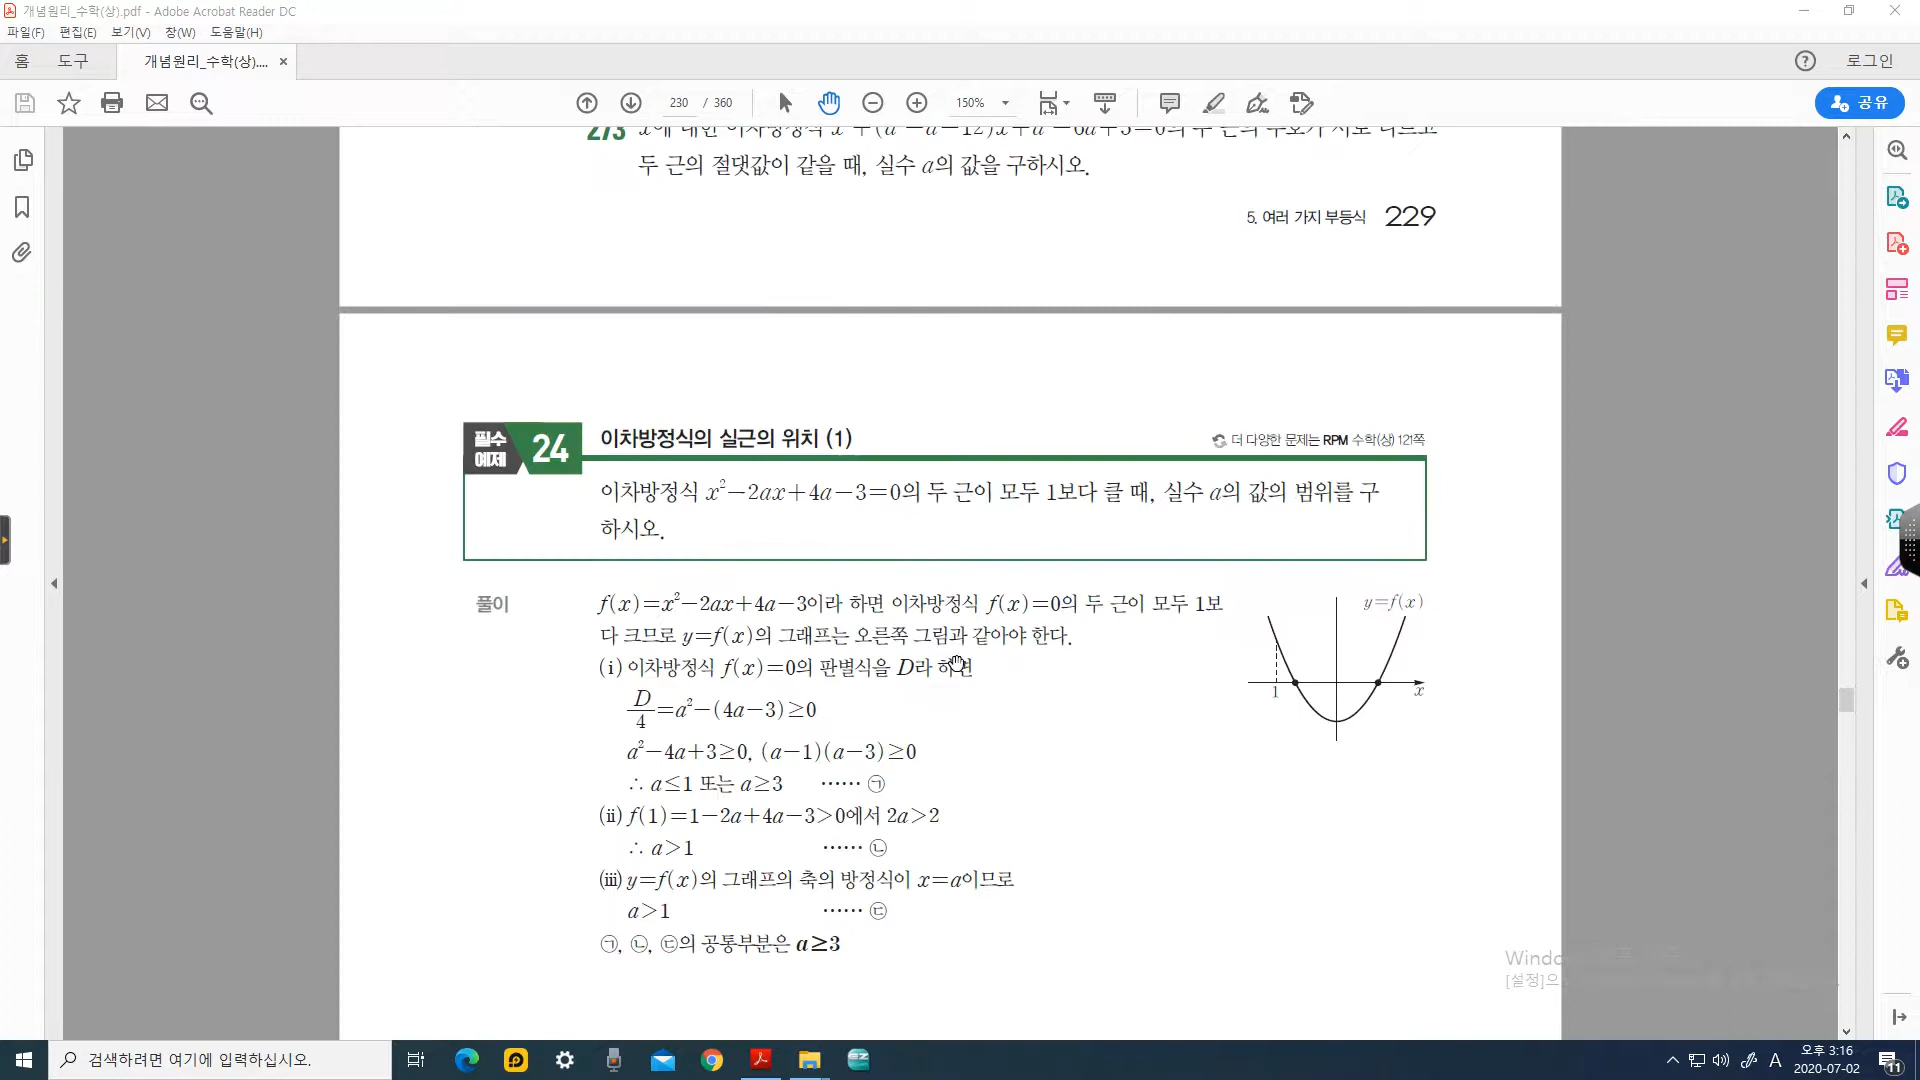 개념원리_수학(상).pdf - Adobe Acrobat Reader DC
파일(F) 편집(E) 보기(V) 창(W) 도움말(H)
홈 도구 개념원리_수학(상).... × 로그인
230 / 360 150% 공유
두 근의 절댓값이 같을 때, 실수 a의 값을 구하시오.
5. 여러 가지 부등식 229
필수 예제 24 이차방정식의 실근의 위치 (1) 더 다양한 문제는 RPM 수학(상) 121쪽
이차방정식 x²-2ax+4a-3=0의 두 근이 모두 1보다 클 때, 실수 a의 값의 범위를 구
하시오.
풀이 f(x)=x²-2ax+4a-3이라 하면 이차방정식 f(x)=0의 두 근이 모두 1보
다 크므로 y=f(x)의 그래프는 오른쪽 그림과 같아야 한다.
(ⅰ) 이차방정식 f(x)=0의 판별식을 D라 하면
D/4=a²-(4a-3)≥0
a²-4a+3≥0, (a-1)(a-3)≥0
∴ a≤1 또는 a≥3 …… ㉠
(ⅱ) f(1)=1-2a+4a-3>0에서 2a>2
∴ a>1 …… ㉡
(ⅲ) y=f(x)의 그래프의 축의 방정식이 x=a이므로
a>1 …… ㉢
㉠, ㉡, ㉢의 공통부분은 a≥3
y=f(x)
1 x
[설정]으
검색하려면 여기에 입력하십시오.
A 오후 3:16
2020-07-02
11